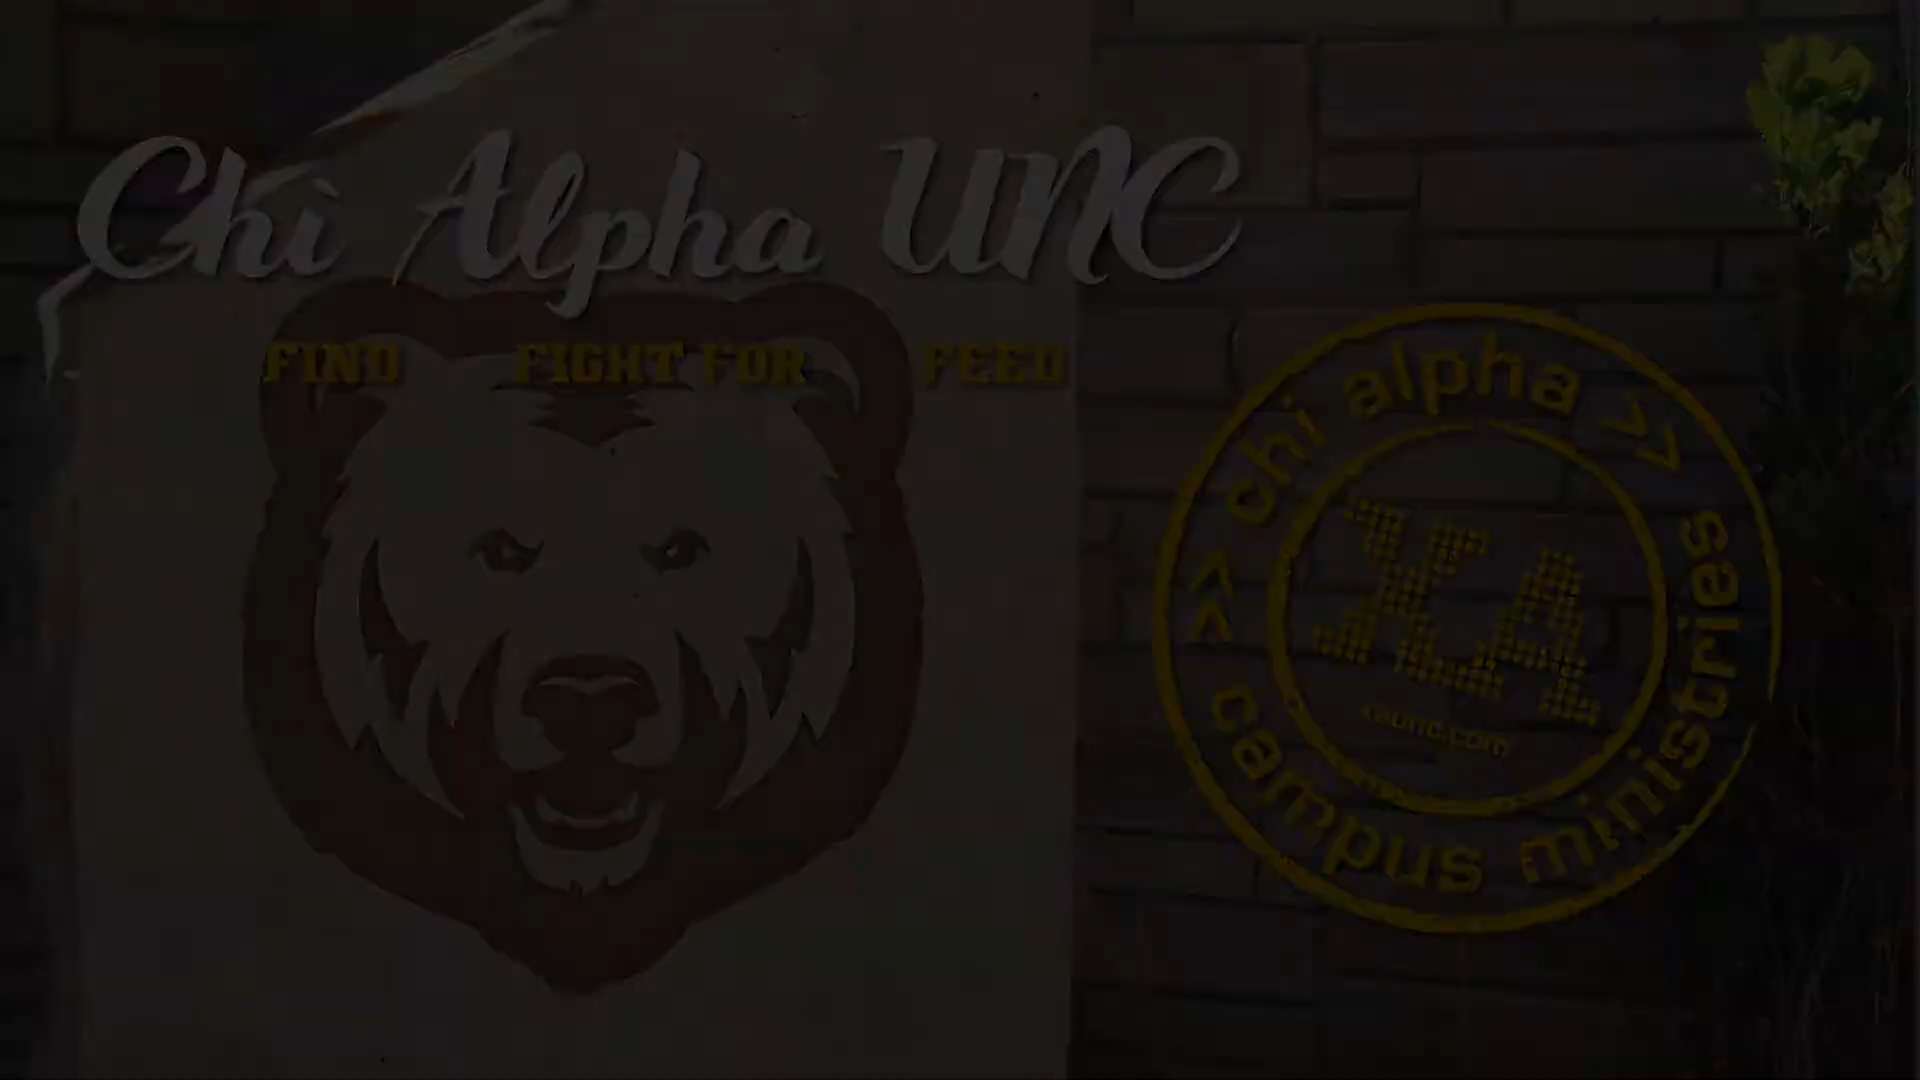 Chi Alpha UNC
FIND FIGHT FOR FEED
>> chi alpha >>
XA
xaunc.com
campus ministries